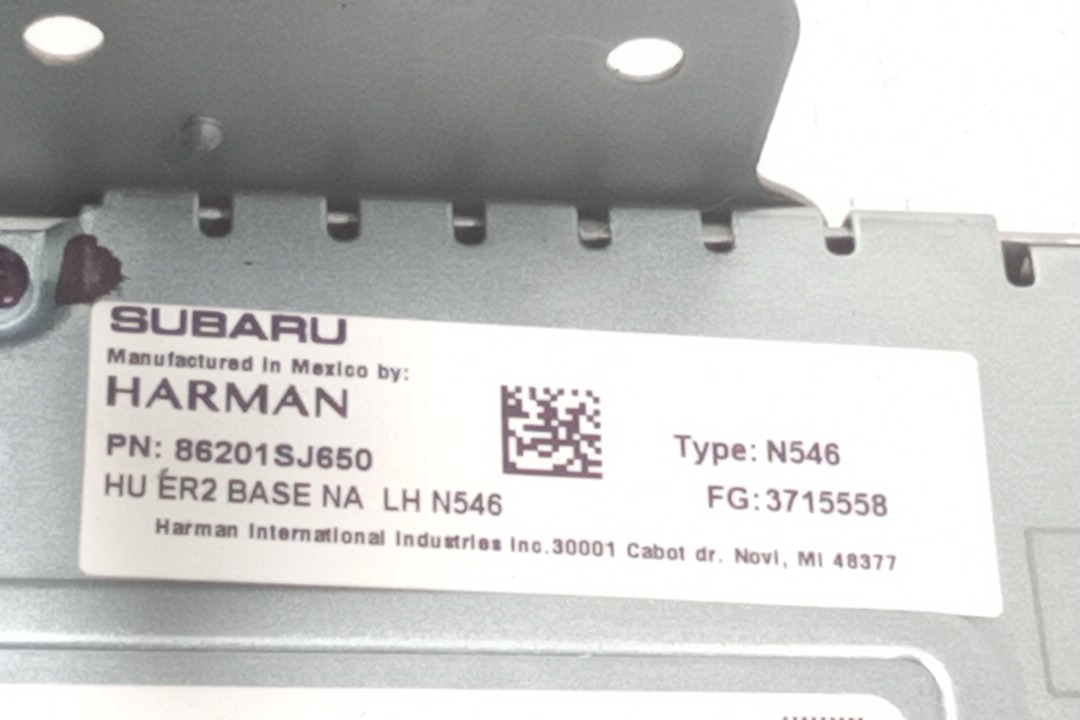 SUBARU
Manufactured in Mexico by:
HARMAN
PN: 86201SJ650
HU ER2 BASE NA LH N546
Type: N546
FG: 3715558
Harman International Industries Inc.30001 Cabot dr. Novi, MI 48377